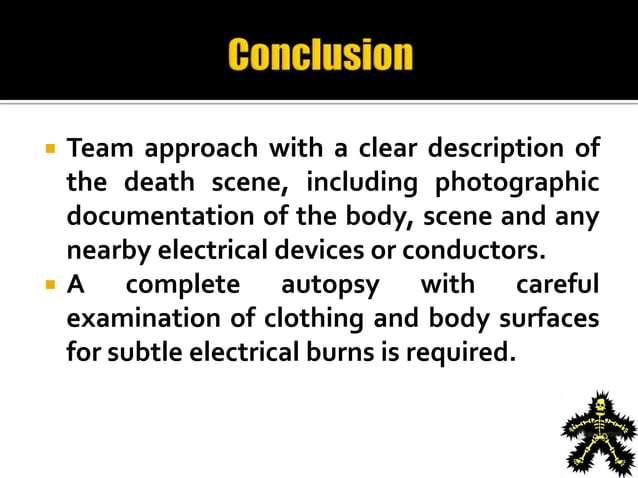 Conclusion
Team approach with a clear description of
the death scene, including photographic
documentation of the body, scene and any
nearby electrical devices or conductors.
A complete autopsy with careful
examination of clothing and body surfaces
for subtle electrical burns is required.